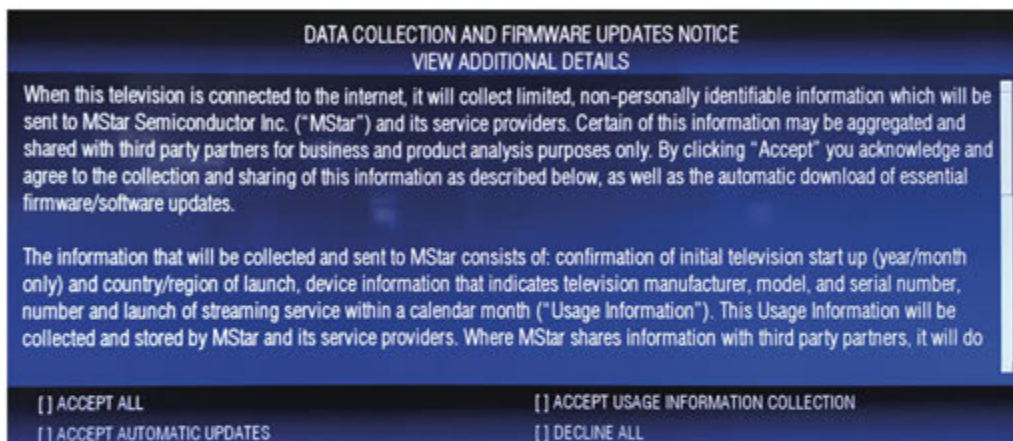 DATA COLLECTION AND FIRMWARE UPDATES NOTICE
VIEW ADDITIONAL DETAILS
When this television is connected to the internet, it will collect limited, non-personally identifiable information which will be
sent to MStar Semiconductor Inc. (“MStar”) and its service providers. Certain of this information may be aggregated and
shared with third party partners for business and product analysis purposes only. By clicking “Accept” you acknowledge and
agree to the collection and sharing of this information as described below, as well as the automatic download of essential
firmware/software updates.
The information that will be collected and sent to MStar consists of: confirmation of initial television start up (year/month
only) and country/region of launch, device information that indicates television manufacturer, model, and serial number,
number and launch of streaming service within a calendar month (“Usage Information”). This Usage Information will be
collected and stored by MStar and its service providers. Where MStar shares information with third party partners, it will do
[ ] ACCEPT ALL
[ ] ACCEPT USAGE INFORMATION COLLECTION
[ ] ACCEPT AUTOMATIC UPDATES
[ ] DECLINE ALL